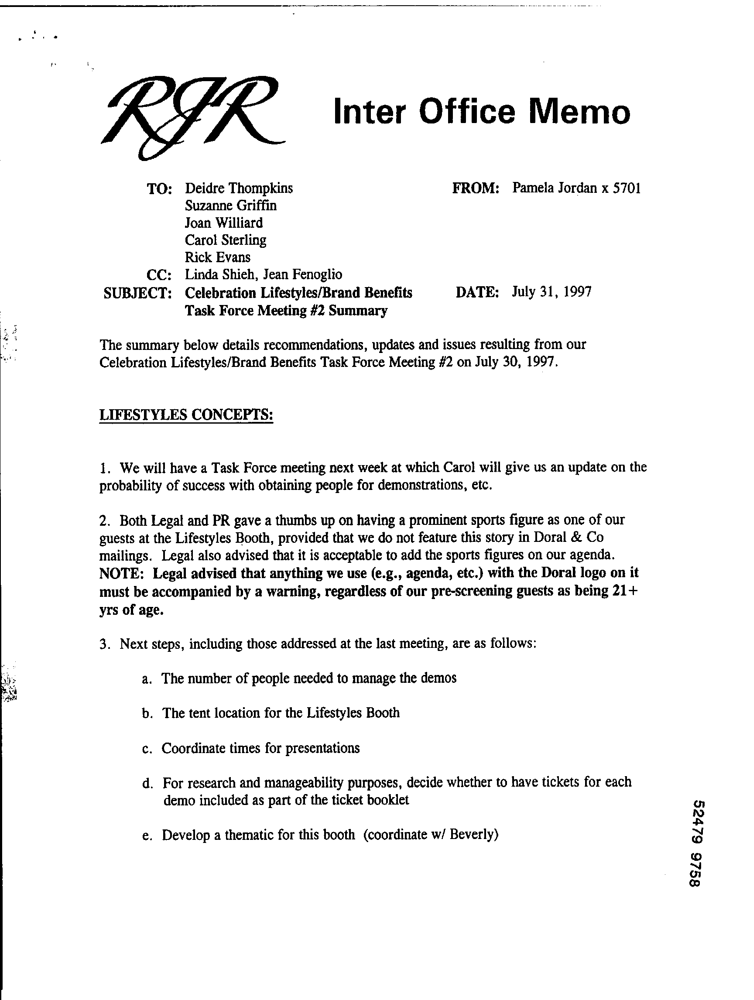 RJR
Inter Office Memo
TO: Deidre Thompkins
FROM: Pamela Jordan x 5701
Suzanne Griffin
Joan Williard
Carol Sterling
Rick Evans
CC: Linda Shieh, Jean Fenoglio
SUBJECT: Celebration Lifestyles/Brand Benefits
DATE: July 31, 1997
Task Force Meeting #2 Summary
The summary below details recommendations, updates and issues resulting from our
Celebration Lifestyles/Brand Benefits Task Force Meeting #2 on July 30, 1997.
LIFESTYLES CONCEPTS:
1. We will have a Task Force meeting next week at which Carol will give us an update on the
probability of success with obtaining people for demonstrations, etc.
2. Both Legal and PR gave a thumbs up on having a prominent sports figure as one of our
guests at the Lifestyles Booth, provided that we do not feature this story in Doral & Co
mailings. Legal also advised that it is acceptable to add the sports figures on our agenda.
NOTE: Legal advised that anything we use (e.g., agenda, etc.) with the Doral logo on it
must be accompanied by a warning, regardless of our pre-screening guests as being 21+
yrs of age.
3. Next steps, including those addressed at the last meeting, are as follows:
a. The number of people needed to manage the demos
b. The tent location for the Lifestyles Booth
c. Coordinate times for presentations
d. For research and manageability purposes, decide whether to have tickets for each
demo included as part of the ticket booklet
e. Develop a thematic for this booth (coordinate w/ Beverly)
52479 9758